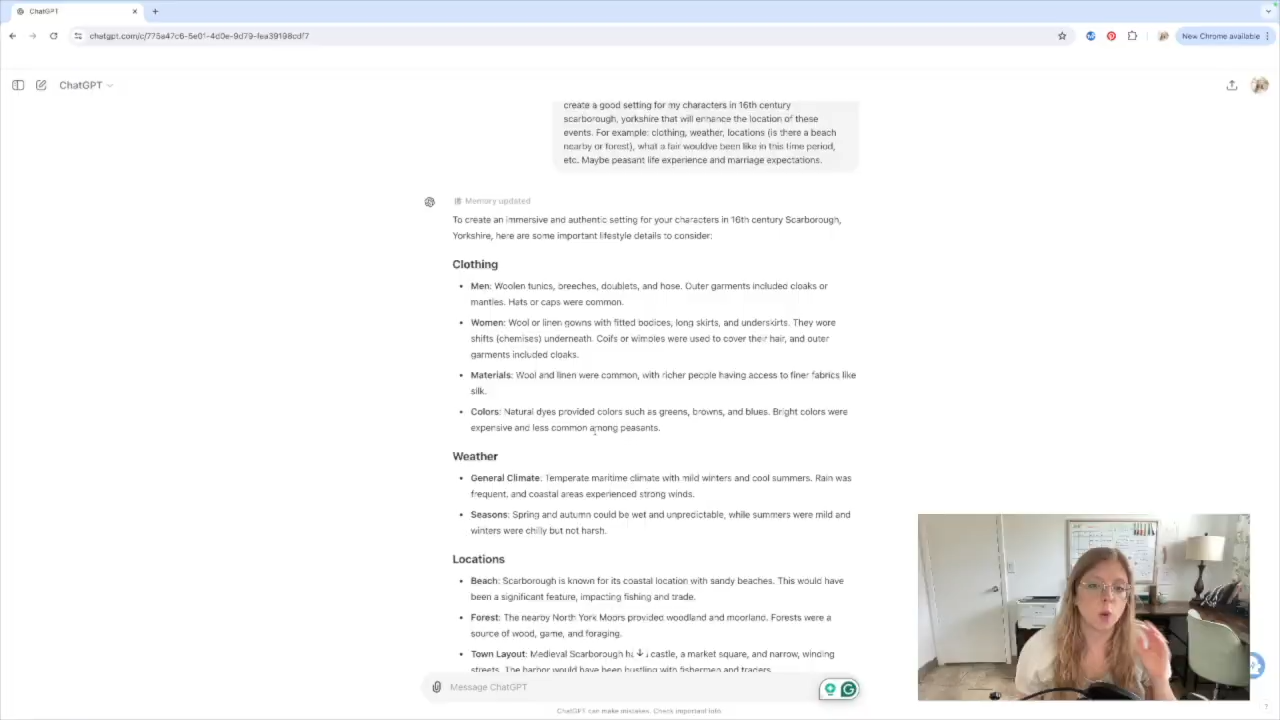 ChatGPT
chatgpt.com/c/775a47c6-5e01-4d0e-9d79-fea39198cdf7
New Chrome available
ChatGPT
create a good setting for my characters in 16th century
scarborough, yorkshire that will enhance the location of these
events. For example: clothing, weather, locations (is there a beach
nearby or forest), what a fair wouldve been like in this time period,
etc. Maybe peasant life experience and marriage expectations.
Memory updated
To create an immersive and authentic setting for your characters in 16th century Scarborough,
Yorkshire, here are some important lifestyle details to consider:
Clothing
• Men: Woolen tunics, breeches, doublets, and hose. Outer garments included cloaks or
mantles. Hats or caps were common.
• Women: Wool or linen gowns with fitted bodices, long skirts, and underskirts. They wore
shifts (chemises) underneath. Coifs or wimples were used to cover their hair, and outer
garments included cloaks.
• Materials: Wool and linen were common, with richer people having access to finer fabrics like
silk.
• Colors: Natural dyes provided colors such as greens, browns, and blues. Bright colors were
expensive and less common among peasants.
Weather
• General Climate: Temperate maritime climate with mild winters and cool summers. Rain was
frequent, and coastal areas experienced strong winds.
• Seasons: Spring and autumn could be wet and unpredictable, while summers were mild and
winters were chilly but not harsh.
Locations
• Beach: Scarborough is known for its coastal location with sandy beaches. This would have
been a significant feature, impacting fishing and trade.
• Forest: The nearby North York Moors provided woodland and moorland. Forests were a
source of wood, game, and foraging.
• Town Layout: Medieval Scarborough castle, a market square, and narrow, winding
streets. The harbor would have been bustling with fishermen and traders.
Message ChatGPT
ChatGPT can make mistakes. Check important info.
?